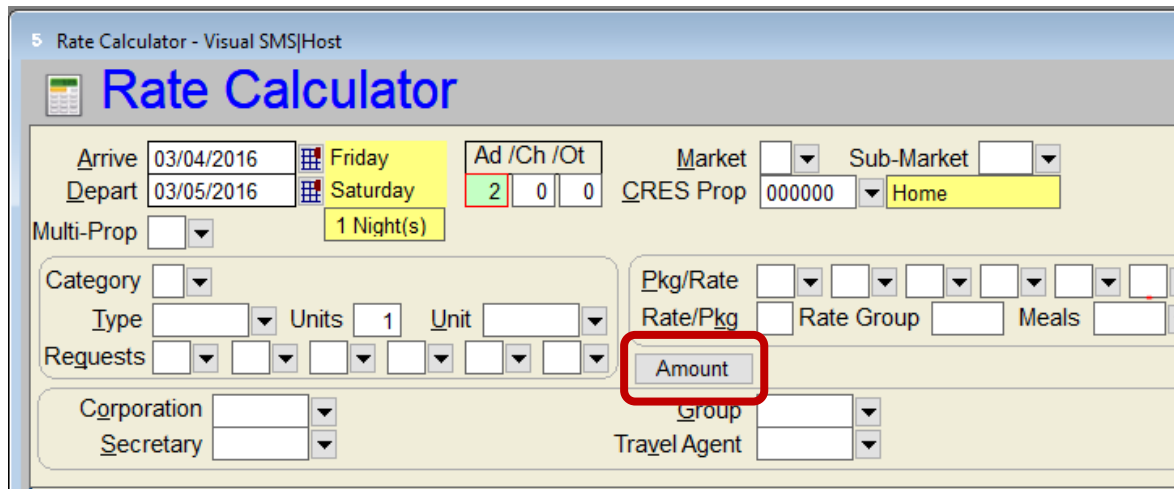 5 Rate Calculator - Visual SMS|Host
Rate Calculator
Arrive 03/04/2016 Friday Ad /Ch /Ot Market Sub-Market
Depart 03/05/2016 Saturday 2 0 0 CRES Prop 000000 Home
Multi-Prop 1 Night(s)
Category Pkg/Rate
Type Units 1 Unit Rate/Pkg Rate Group Meals
Requests Amount
Corporation Group
Secretary Travel Agent